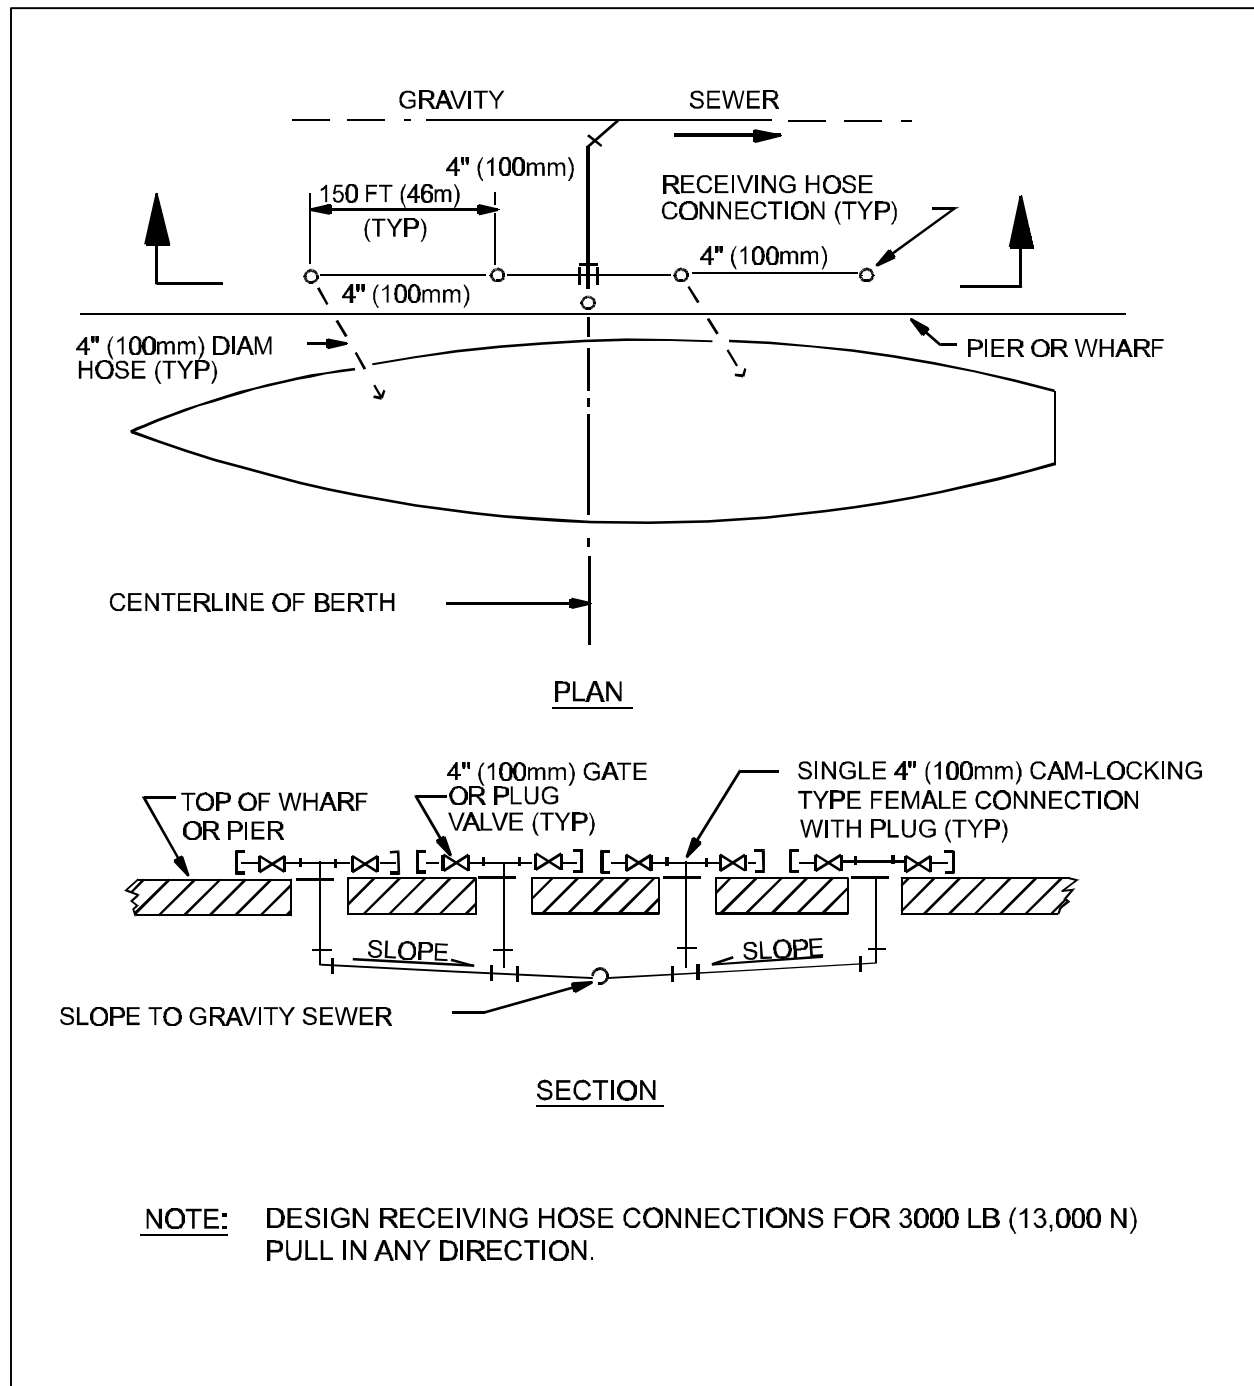 GRAVITY SEWER
4" (100mm)
150 FT (46m)
(TYP)
RECEIVING HOSE
CONNECTION (TYP)
4" (100mm)
4" (100mm)
4" (100mm) DIAM
HOSE (TYP)
PIER OR WHARF
CENTERLINE OF BERTH
PLAN
TOP OF WHARF
OR PIER
4" (100mm) GATE
OR PLUG
VALVE (TYP)
SINGLE 4" (100mm) CAM-LOCKING
TYPE FEMALE CONNECTION
WITH PLUG (TYP)
SLOPE
SLOPE
SLOPE TO GRAVITY SEWER
SECTION
NOTE: DESIGN RECEIVING HOSE CONNECTIONS FOR 3000 LB (13,000 N)
PULL IN ANY DIRECTION.